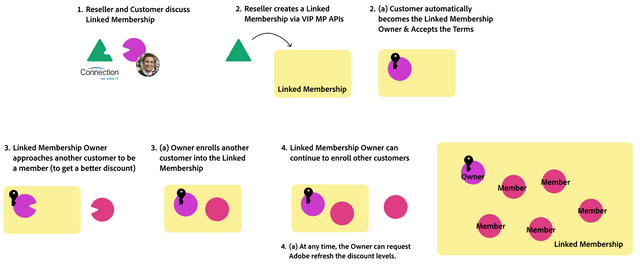 1. Reseller and Customer discuss
Linked Membership
Connection
we solve IT
2. Reseller creates a Linked
Membership via VIP MP APIs
Linked Membership
2. (a) Customer automatically
becomes the Linked Membership
Owner & Accepts the Terms
3. Linked Membership Owner
approaches another customer to be
a member (to get a better discount)
3. (a) Owner enrolls another
customer into the Linked
Membership
4. Linked Membership Owner can
continue to enroll other customers
4. (a) At any time, the Owner can request
Adobe refresh the discount levels.
Owner
Member
Member
Member
Member
Member
Linked Membership